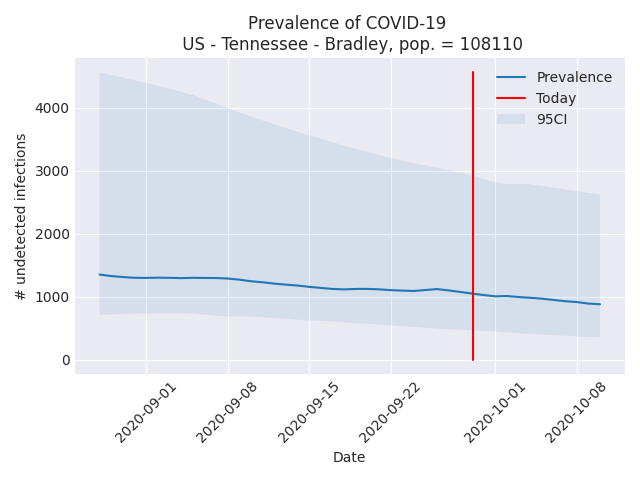 Prevalence of COVID-19
US - Tennessee - Bradley, pop. = 108110
Prevalence
Today
95CI
# undetected infections
4000
3000
2000
1000
0
2020-09-01
2020-09-08
2020-09-15
2020-09-22
2020-10-01
2020-10-08
Date